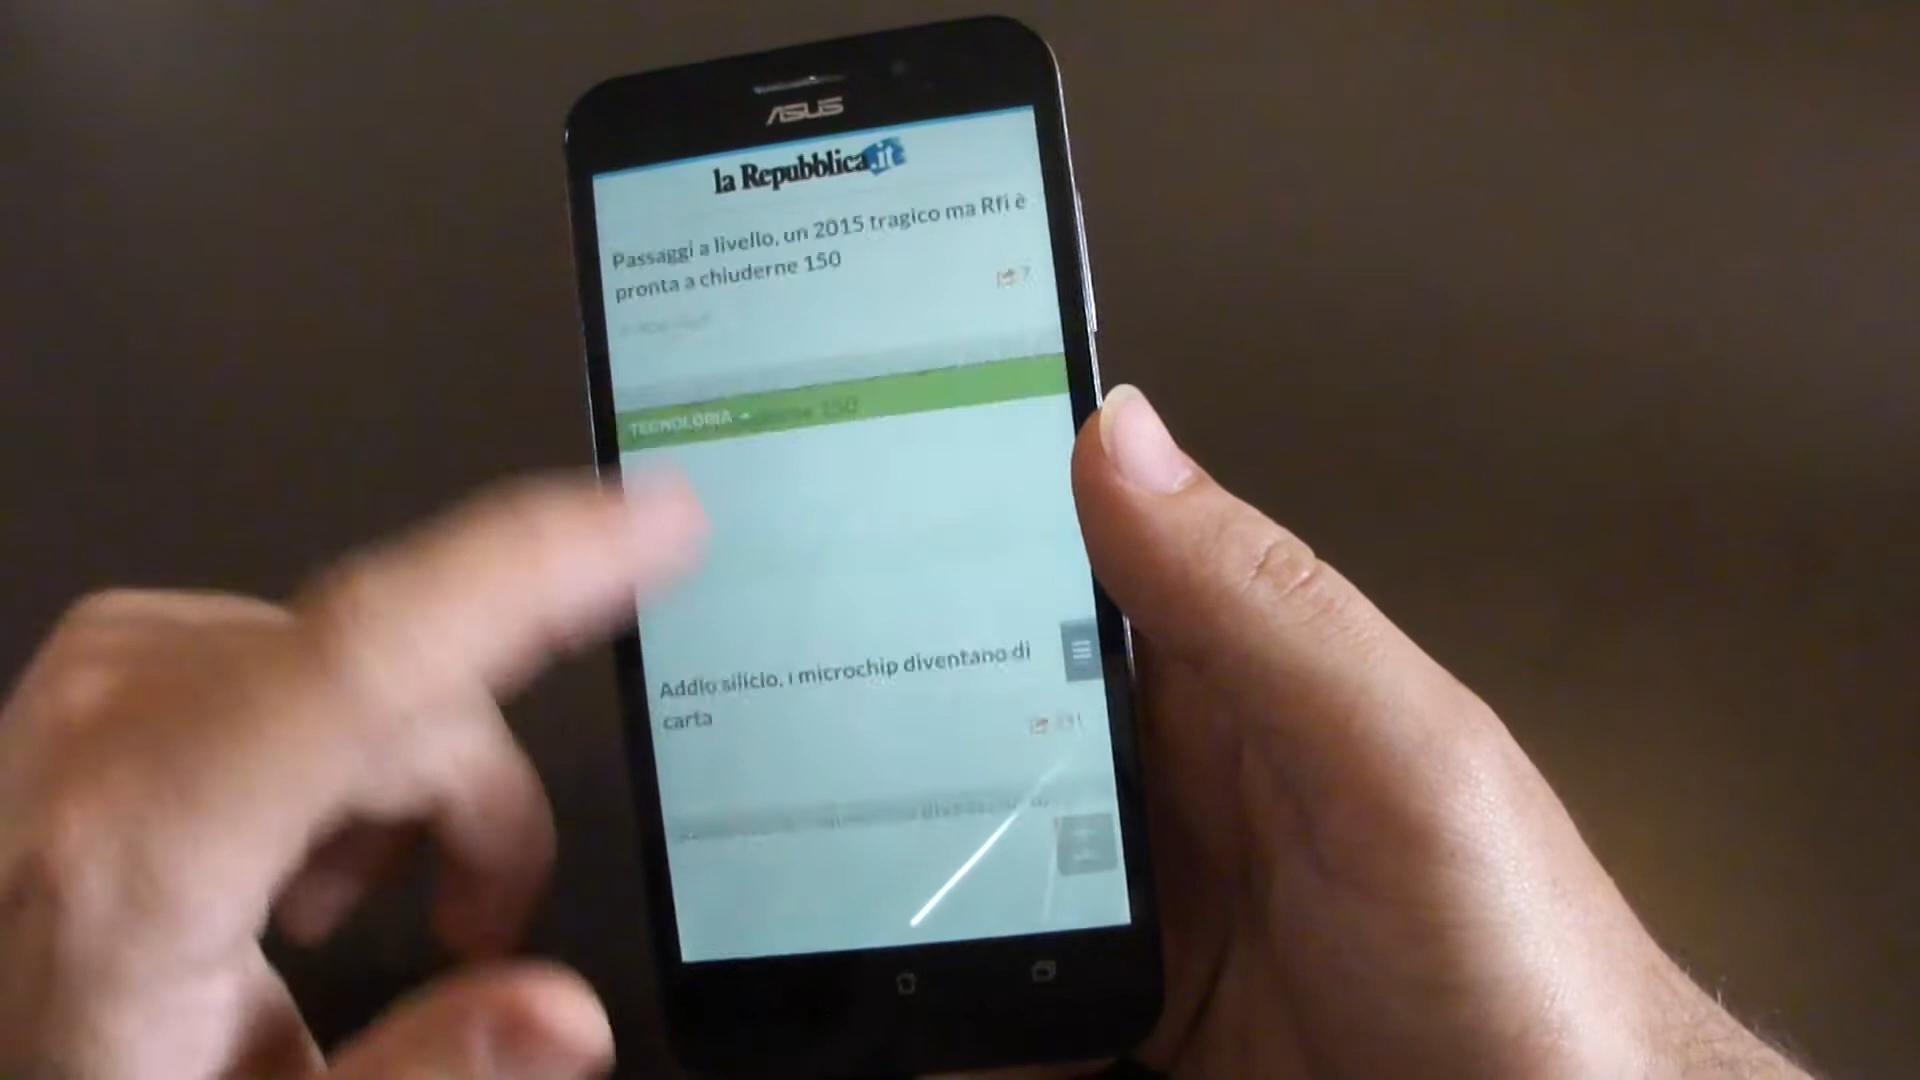 ASUS
la Repubblica.it
Passaggi a livello, un 2015 tragico ma Rfi è
pronta a chiuderne 150
7
TECNOLOGIA
Addio silicio, i microchip diventano di
carta